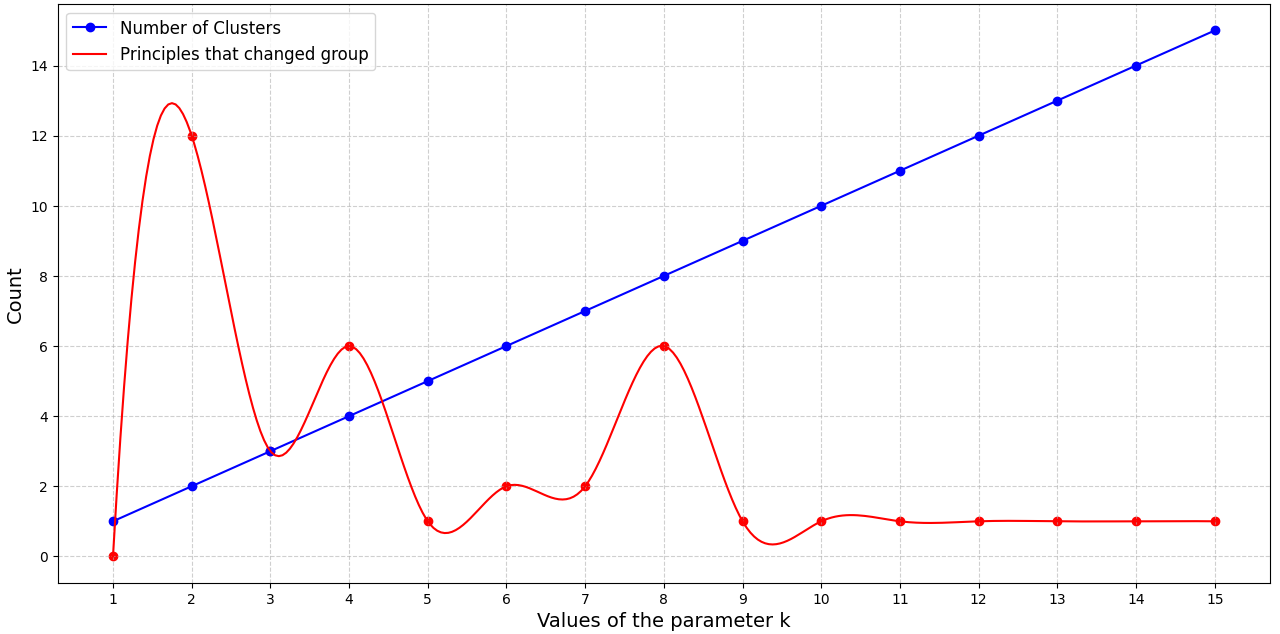 Number of Clusters
Principles that changed group
Count
14
12
10
8
6
4
2
0
1 2 3 4 5 6 7 8 9 10 11 12 13 14 15
Values of the parameter k